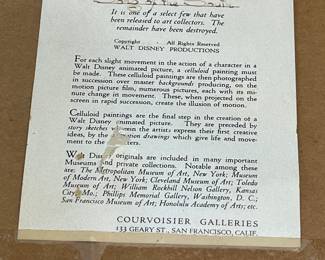 It is one of a select few that have
been released to art collectors. The
remainder have been destroyed.
Copyright All Rights Reserved
WALT DISNEY PRODUCTIONS
For each slight movement in the action of a character in
a Walt Disney animated picture, a celluloid painting must
be made. These celluloid paintings are then photographed
in succession over master backgrounds producing, on the
motion picture film, numerous pictures, each with its mi-
nute change in movement. These, when projected on the
screen in rapid succession, create the illusion of motion.
Celluloid paintings are the final step in the creation of a
Walt Disney animated picture. They are preceded by
story sketches wherein the artists express their first creative
ideas, by the animation drawings which give life and move-
ment to the characters.
Walt Disney originals are included in many important
Museums and private collections. Notable among these
are: The Metropolitan Museum of Art, New York; Museum
of Modern Art, New York; Cleveland Museum of Art; Toledo
Museum of Art; William Rockhill Nelson Gallery, Kansas
City, Mo.; Phillips Memorial Gallery, Washington, D. C.;
San Francisco Museum of Art; Honolulu Academy of Arts; etc.
COURVOISIER GALLERIES
133 GEARY ST., SAN FRANCISCO, CALIF.